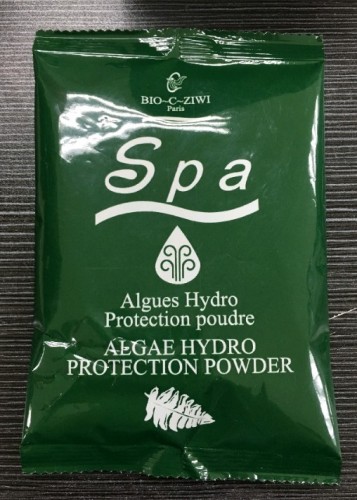 BIO~C~ZIWI
Paris
Spa
Algues Hydro
Protection poudre
ALGAE HYDRO
PROTECTION POWDER